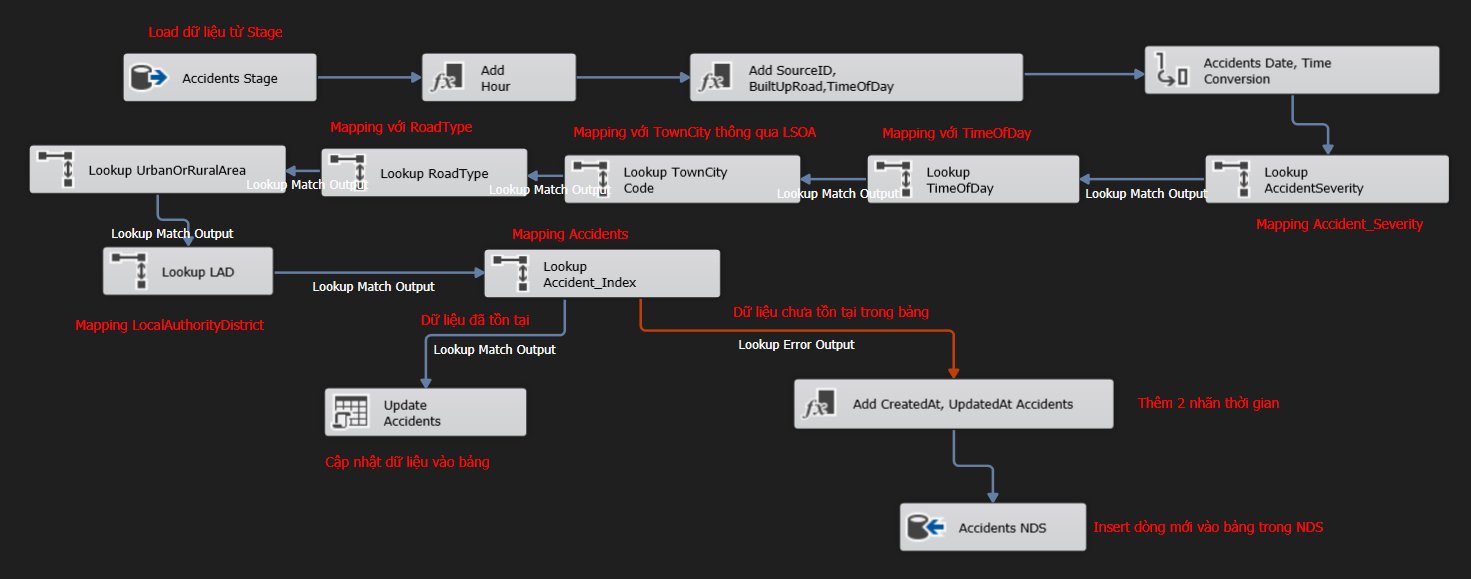 Load dữ liệu từ Stage
Accidents Stage
Add
Hour
Add SourceID,
BuiltUpRoad,TimeOfDay
Accidents Date, Time
Conversion
Mapping với RoadType
Mapping với TownCity thông qua LSOA
Mapping với TimeOfDay
Lookup UrbanOrRuralArea
Lookup Match Output
Lookup RoadType
Lookup Match Output
Lookup TownCity
Code
Lookup Match Output
Lookup
TimeOfDay
Lookup Match Output
Lookup
AccidentSeverity
Mapping Accident_Severity
Lookup Match Output
Mapping Accidents
Lookup LAD
Lookup Match Output
Lookup
Accident_Index
Mapping LocalAuthorityDistrict
Dữ liệu đã tồn tại
Dữ liệu chưa tồn tại trong bảng
Lookup Match Output
Lookup Error Output
Update
Accidents
Add CreatedAt, UpdatedAt Accidents
Thêm 2 nhãn thời gian
Cập nhật dữ liệu vào bảng
Accidents NDS
Insert dòng mới vào bảng trong NDS